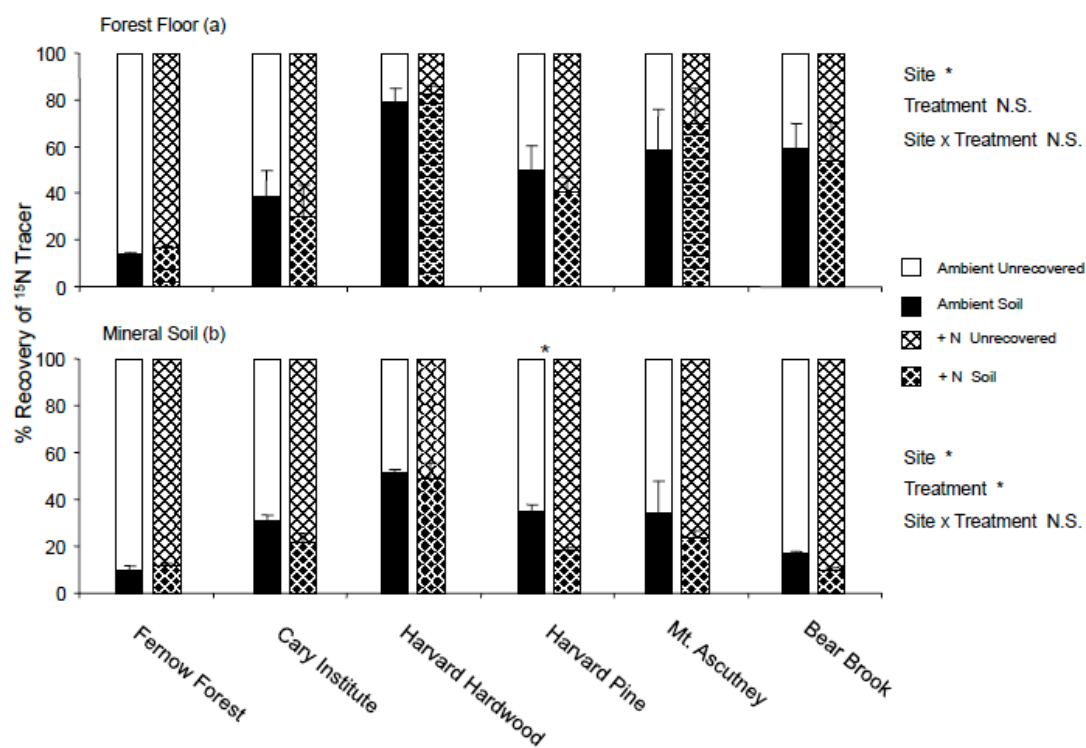 Forest Floor (a)
100
80
60
40
20
0
Site *
Treatment N.S.
Site x Treatment N.S.
% Recovery of ¹⁵N Tracer
Ambient Unrecovered
Ambient Soil
+ N Unrecovered
+ N Soil
Mineral Soil (b)
*
100
80
60
40
20
0
Site *
Treatment *
Site x Treatment N.S.
Fernow Forest
Cary Institute
Harvard Hardwood
Harvard Pine
Mt. Ascutney
Bear Brook